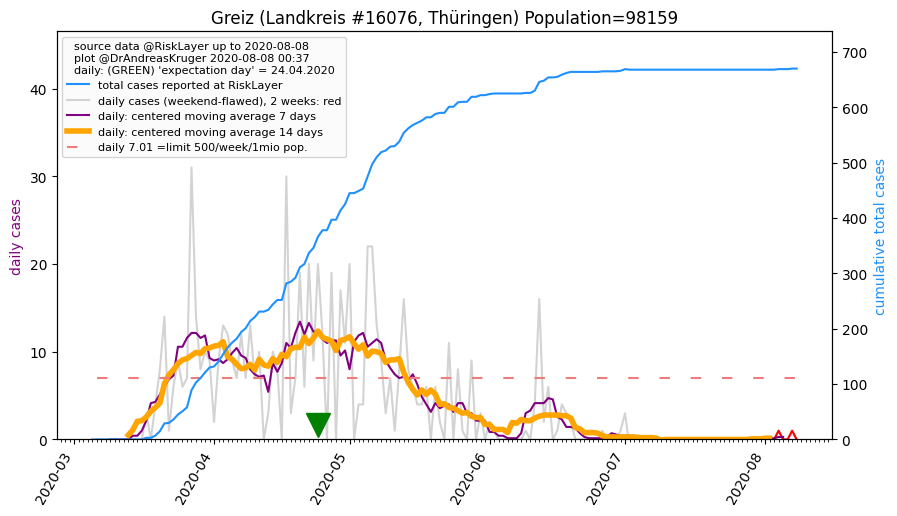 Greiz (Landkreis #16076, Thüringen) Population=98159
source data @RiskLayer up to 2020-08-08
plot @DrAndreasKruger 2020-08-08 00:37
daily: (GREEN) 'expectation day' = 24.04.2020
total cases reported at RiskLayer
daily cases (weekend-flawed), 2 weeks: red
daily: centered moving average 7 days
daily: centered moving average 14 days
daily 7.01 =limit 500/week/1mio pop.
daily cases
40
30
20
10
0
cumulative total cases
700
600
500
400
300
200
100
0
2020-03
2020-04
2020-05
2020-06
2020-07
2020-08